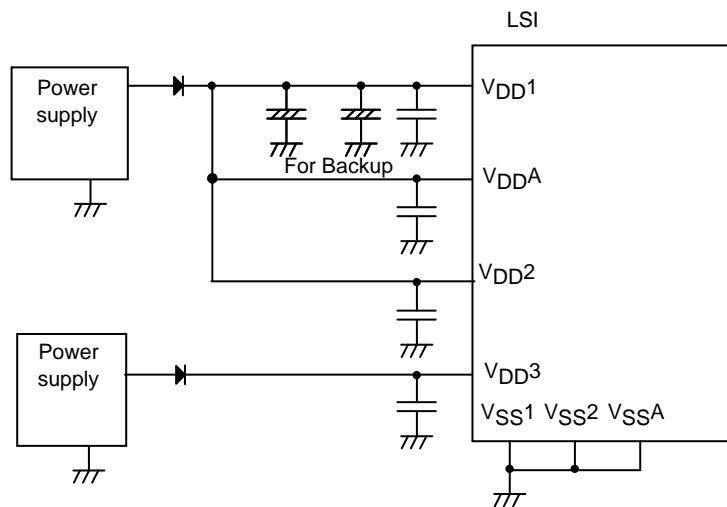 LSI
Power
supply
VDD1
For Backup
VDDA
VDD2
Power
supply
VDD3
VSS1 VSS2 VSSA